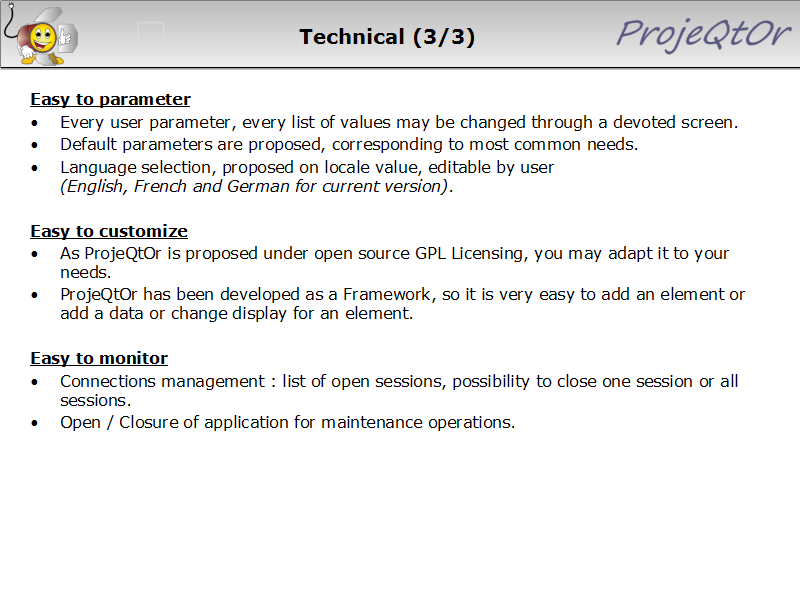 Technical (3/3)
ProjeQtOr
Easy to parameter
• Every user parameter, every list of values may be changed through a devoted screen.
• Default parameters are proposed, corresponding to most common needs.
• Language selection, proposed on locale value, editable by user
(English, French and German for current version).
Easy to customize
• As ProjeQtOr is proposed under open source GPL Licensing, you may adapt it to your
needs.
• ProjeQtOr has been developed as a Framework, so it is very easy to add an element or
add a data or change display for an element.
Easy to monitor
• Connections management : list of open sessions, possibility to close one session or all
sessions.
• Open / Closure of application for maintenance operations.